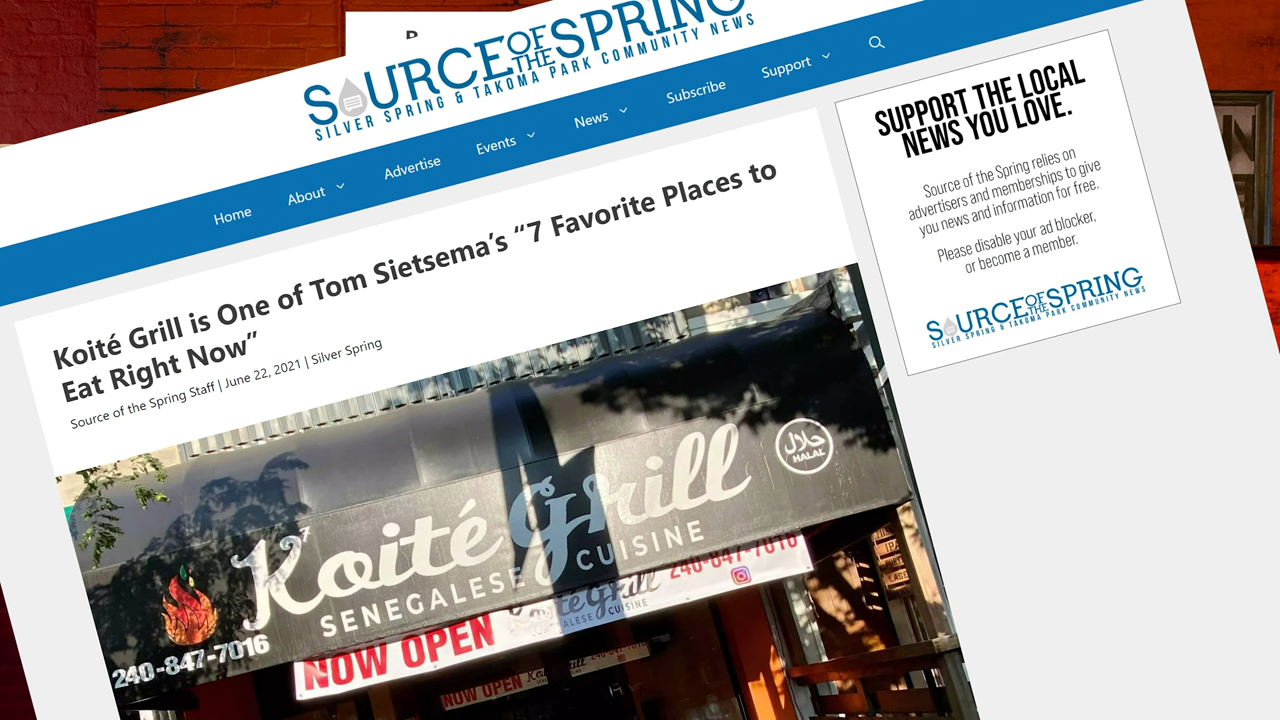 SOURCE OF THE SPRING
SILVER SPRING & TAKOMA PARK COMMUNITY NEWS
Home
About
Advertise
Events
News
Subscribe
Support
Koité Grill is One of Tom Sietsema's “7 Favorite Places to
Eat Right Now”
Source of the Spring Staff | June 22, 2021 | Silver Spring
Koité Grill
SENEGALESE CUISINE
حلال
HALAL
240-847-7016
NOW OPEN
Koité Grill
SENEGALESE CUISINE
240-847-7016
NOW OPEN
SUPPORT THE LOCAL
NEWS YOU LOVE.
Source of the Spring relies on
advertisers and memberships to give
you news and information for free.
Please disable your ad blocker,
or become a member.
SOURCE OF THE SPRING
SILVER SPRING & TAKOMA PARK COMMUNITY NEWS